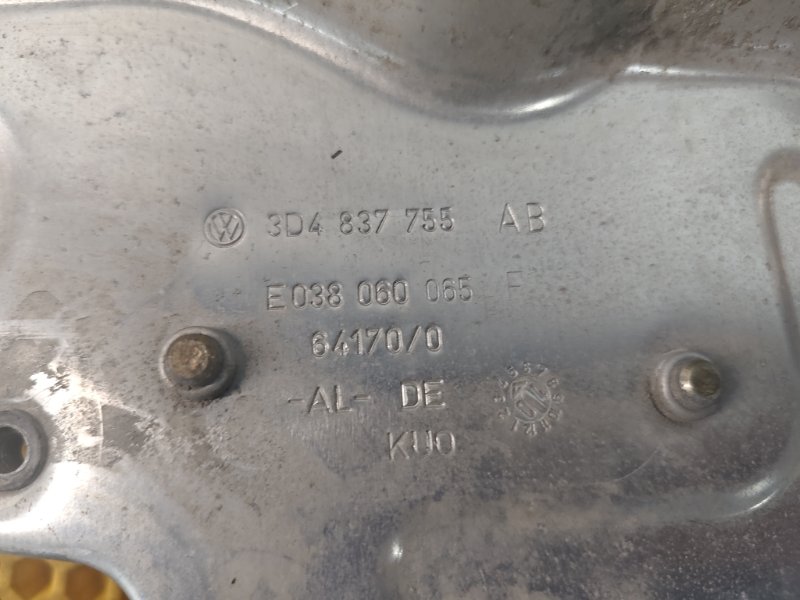 3D4 837 755 AB
E038 060 065 F
64170/0
-AL- DE
KUO